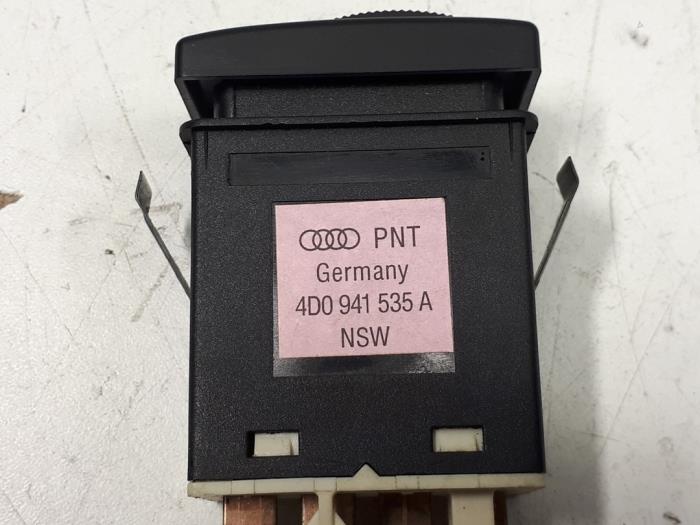 PNT
Germany
4D0 941 535 A
NSW